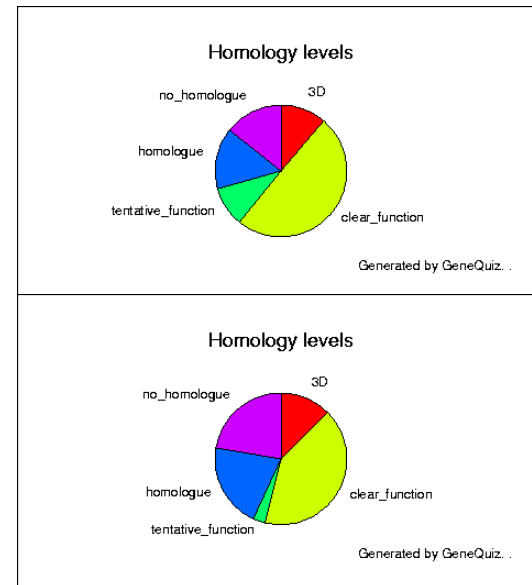 Homology levels
no_homologue
3D
homologue
tentative_function
clear_function
Generated by GeneQuiz. .
Homology levels
3D
no_homologue
homologue
clear_function
tentative_function
Generated by GeneQuiz. .